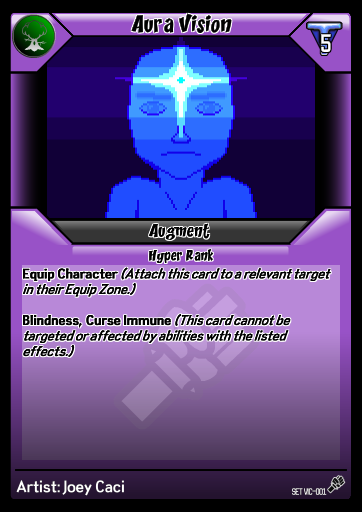 Aura Vision
5
Augment
Hyper Rank
Equip Character (Attach this card to a relevant target
in their Equip Zone.)
Blindness, Curse Immune (This card cannot be
targeted or affected by abilities with the listed
effects.)
Artist: Joey Caci
SET VIC-001